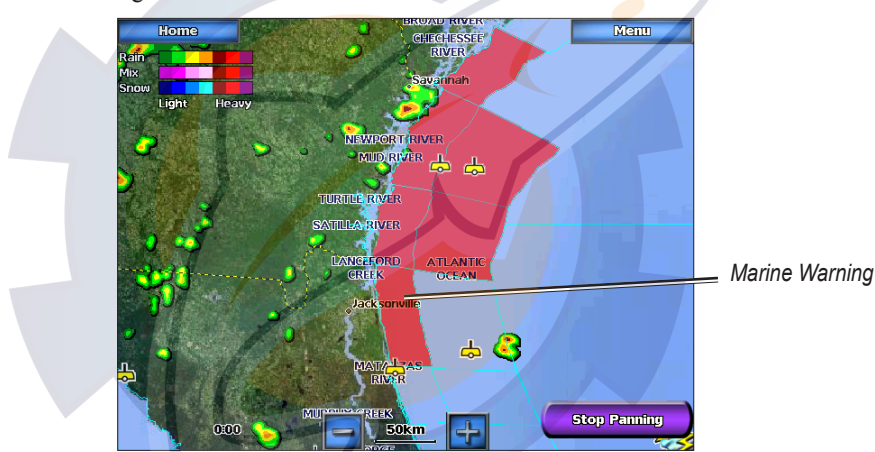 BROAD RIVER
Home
Menu
CHECHESSEE
RIVER
Rain
Mix
Snow
Light Heavy
Savannah
NEWPORT RIVER
MUD RIVER
TURTLE RIVER
SATILLA RIVER
LANCEFORD
CREEK
ATLANTIC
OCEAN
Marine Warning
Jacksonville
MATANZAS
RIVER
0:00
50km
Stop Panning